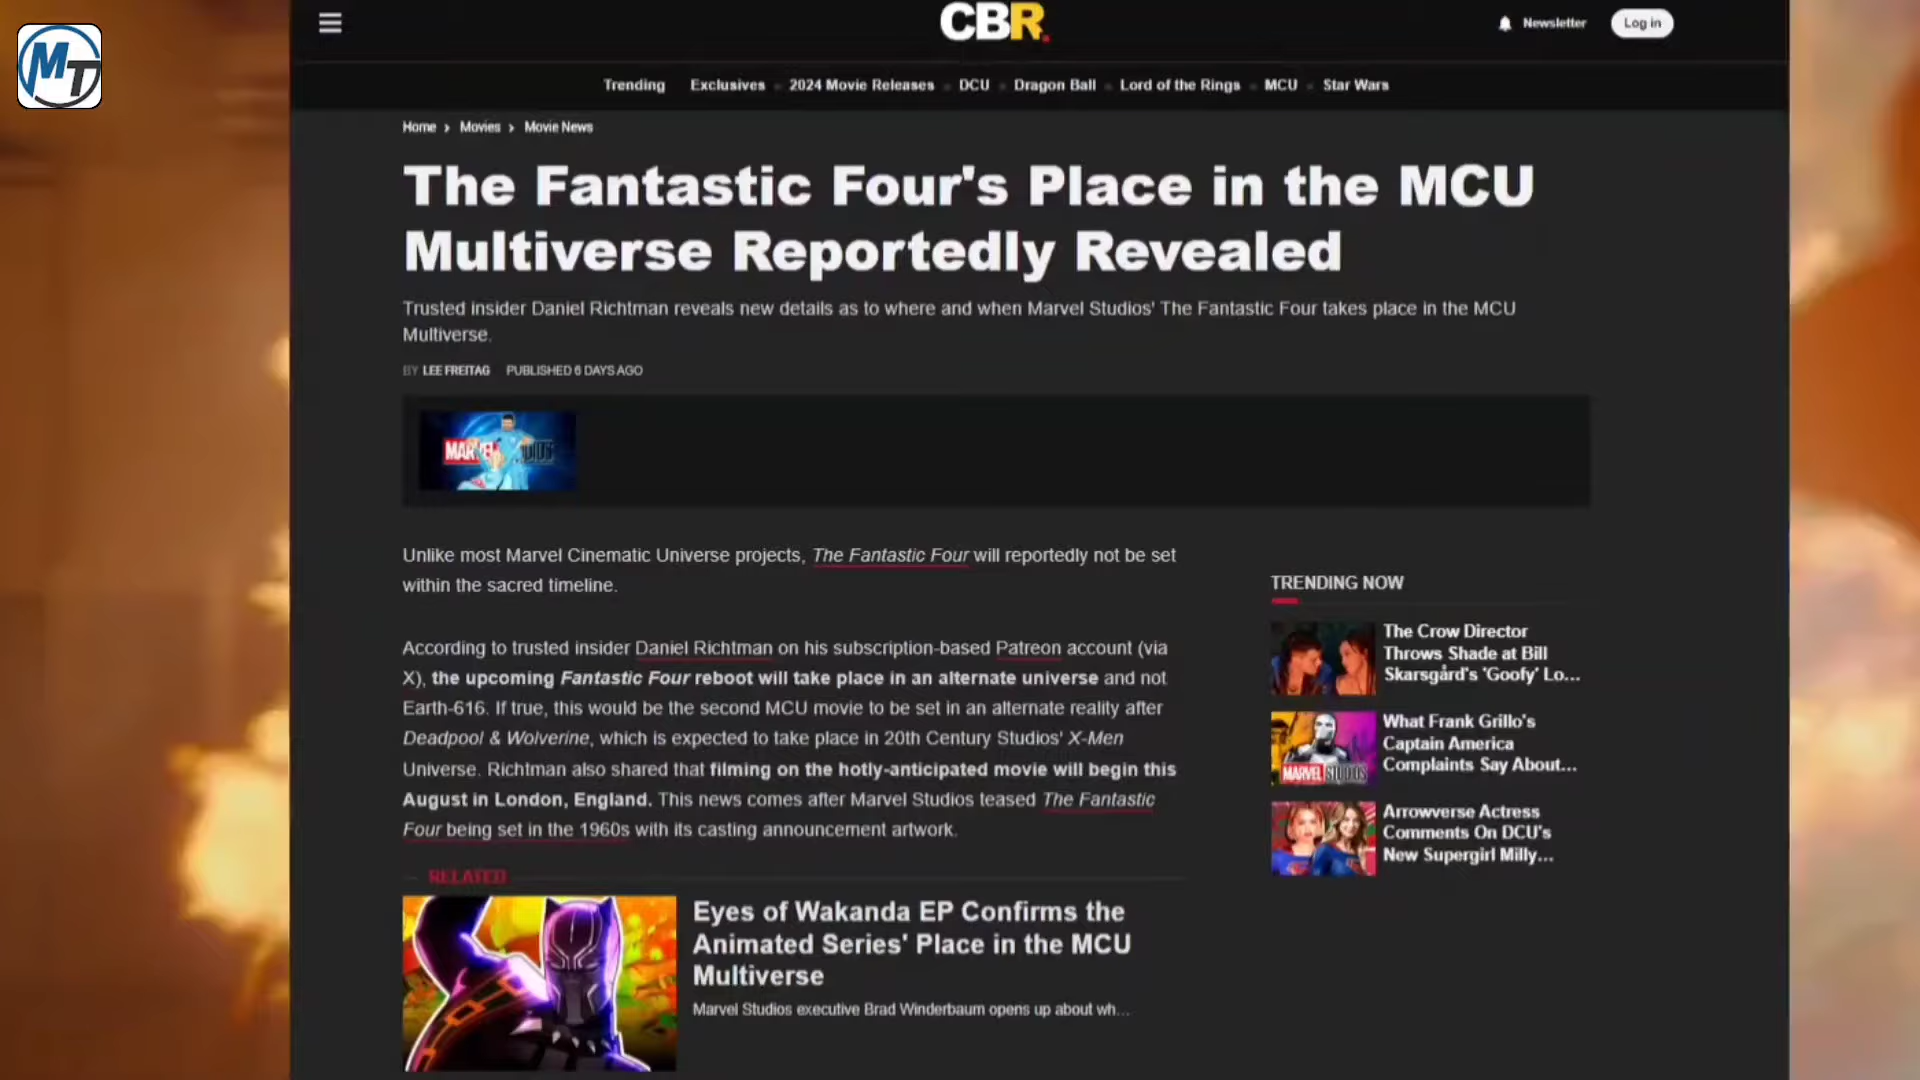 MT
CBR.
Newsletter
Log in
Trending Exclusives 2024 Movie Releases DCU Dragon Ball Lord of the Rings MCU Star Wars
Home > Movies > Movie News
The Fantastic Four's Place in the MCU
Multiverse Reportedly Revealed
Trusted insider Daniel Richtman reveals new details as to where and when Marvel Studios' The Fantastic Four takes place in the MCU
Multiverse.
BY LEE FREITAG PUBLISHED 6 DAYS AGO
Unlike most Marvel Cinematic Universe projects, The Fantastic Four will reportedly not be set
within the sacred timeline.
According to trusted insider Daniel Richtman on his subscription-based Patreon account (via
X), the upcoming Fantastic Four reboot will take place in an alternate universe and not
Earth-616. If true, this would be the second MCU movie to be set in an alternate reality after
Deadpool & Wolverine, which is expected to take place in 20th Century Studios' X-Men
Universe. Richtman also shared that filming on the hotly-anticipated movie will begin this
August in London, England. This news comes after Marvel Studios teased The Fantastic
Four being set in the 1960s with its casting announcement artwork.
RELATED
Eyes of Wakanda EP Confirms the
Animated Series' Place in the MCU
Multiverse
Marvel Studios executive Brad Winderbaum opens up about wh...
TRENDING NOW
The Crow Director
Throws Shade at Bill
Skarsgård's 'Goofy' Lo...
MARVEL STUDIOS
What Frank Grillo's
Captain America
Complaints Say About...
Arrowverse Actress
Comments On DCU's
New Supergirl Milly...